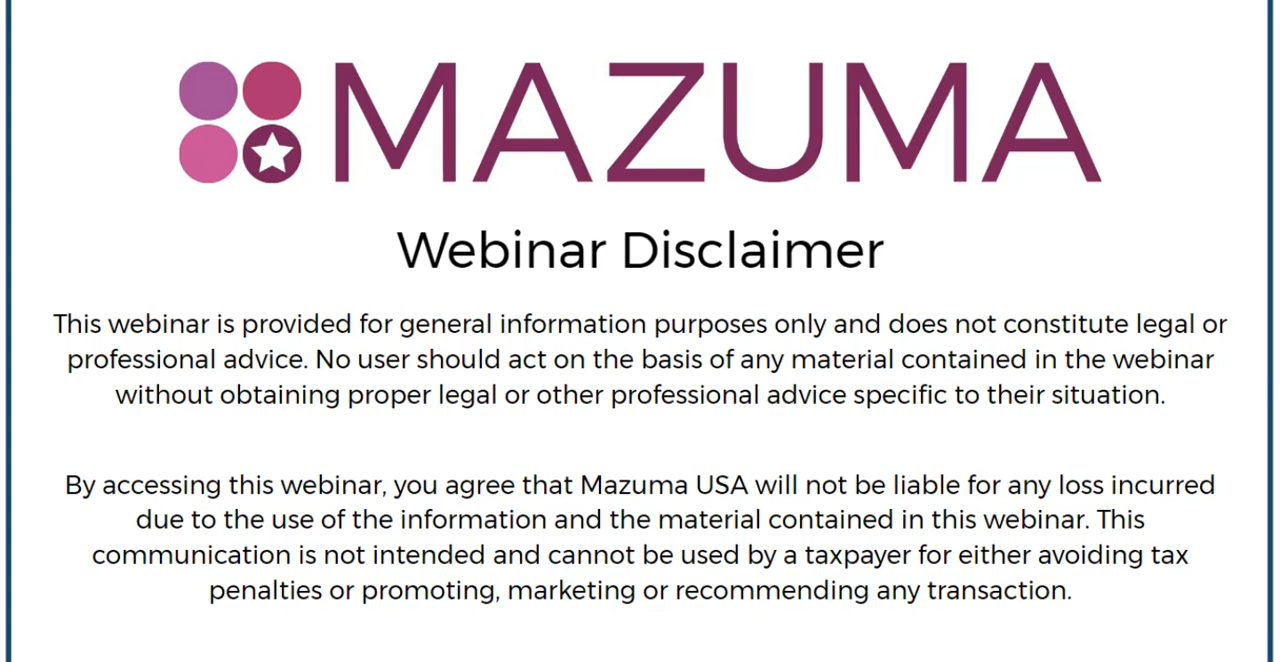 MAZUMA
Webinar Disclaimer
This webinar is provided for general information purposes only and does not constitute legal or
professional advice. No user should act on the basis of any material contained in the webinar
without obtaining proper legal or other professional advice specific to their situation.
By accessing this webinar, you agree that Mazuma USA will not be liable for any loss incurred
due to the use of the information and the material contained in this webinar. This
communication is not intended and cannot be used by a taxpayer for either avoiding tax
penalties or promoting, marketing or recommending any transaction.